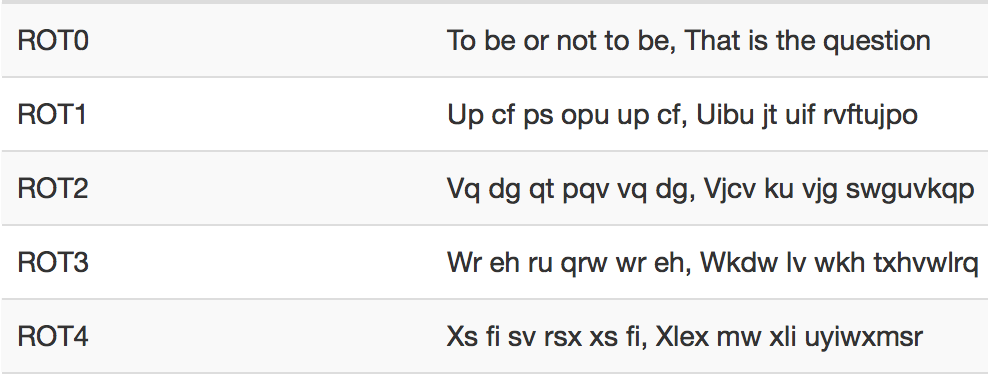 ROT0 To be or not to be, That is the question
ROT1 Up cf ps opu up cf, Uibu jt uif rvftujpo
ROT2 Vq dg qt pqv vq dg, Vjcv ku vjg swguvkqp
ROT3 Wr eh ru qrw wr eh, Wkdw lv wkh txhvwlrq
ROT4 Xs fi sv rsx xs fi, Xlex mw xli uyiwxmsr